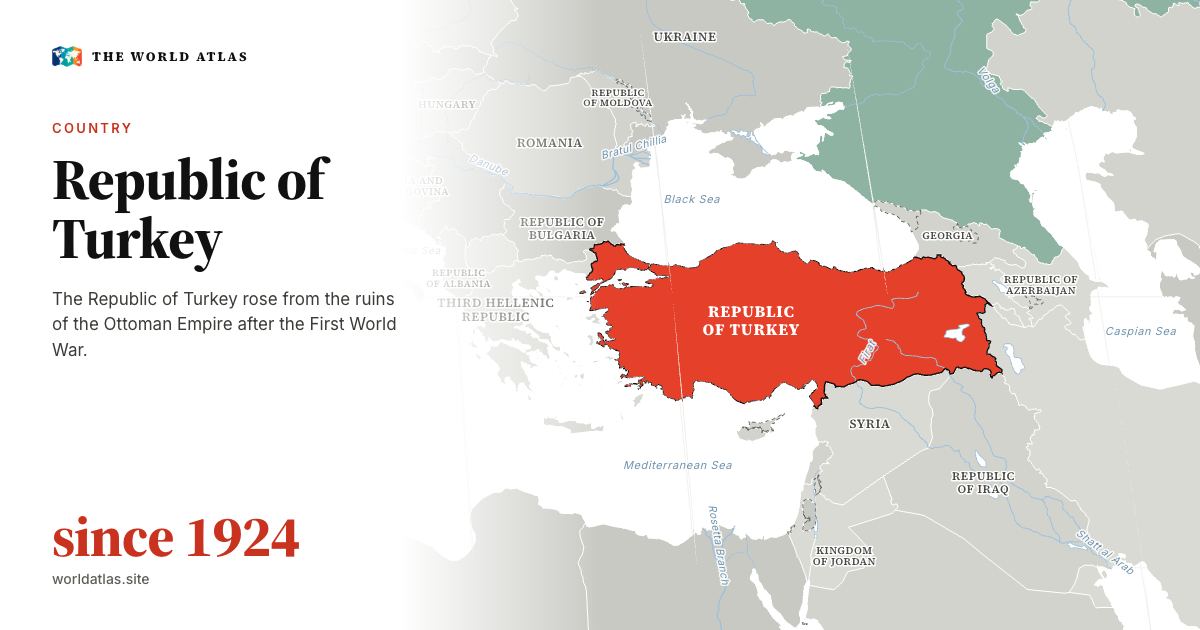 THE WORLD ATLAS
COUNTRY
Republic of
Turkey
The Republic of Turkey rose from the ruins
of the Ottoman Empire after the First World
War.
since 1924
worldatlas.site
UKRAINE
REPUBLIC
OF MOLDOVA
HUNGARY
ROMANIA
Bratul Chillia
Danube
Volga
Black Sea
REPUBLIC OF
BULGARIA
GEORGIA
REPUBLIC
OF ALBANIA
THIRD HELLENIC
REPUBLIC
REPUBLIC OF
AZERBAIJAN
Caspian Sea
REPUBLIC
OF TURKEY
Fırat
SYRIA
Mediterranean Sea
REPUBLIC
OF IRAQ
Rosetta Branch
Shatt al Arab
KINGDOM
OF JORDAN